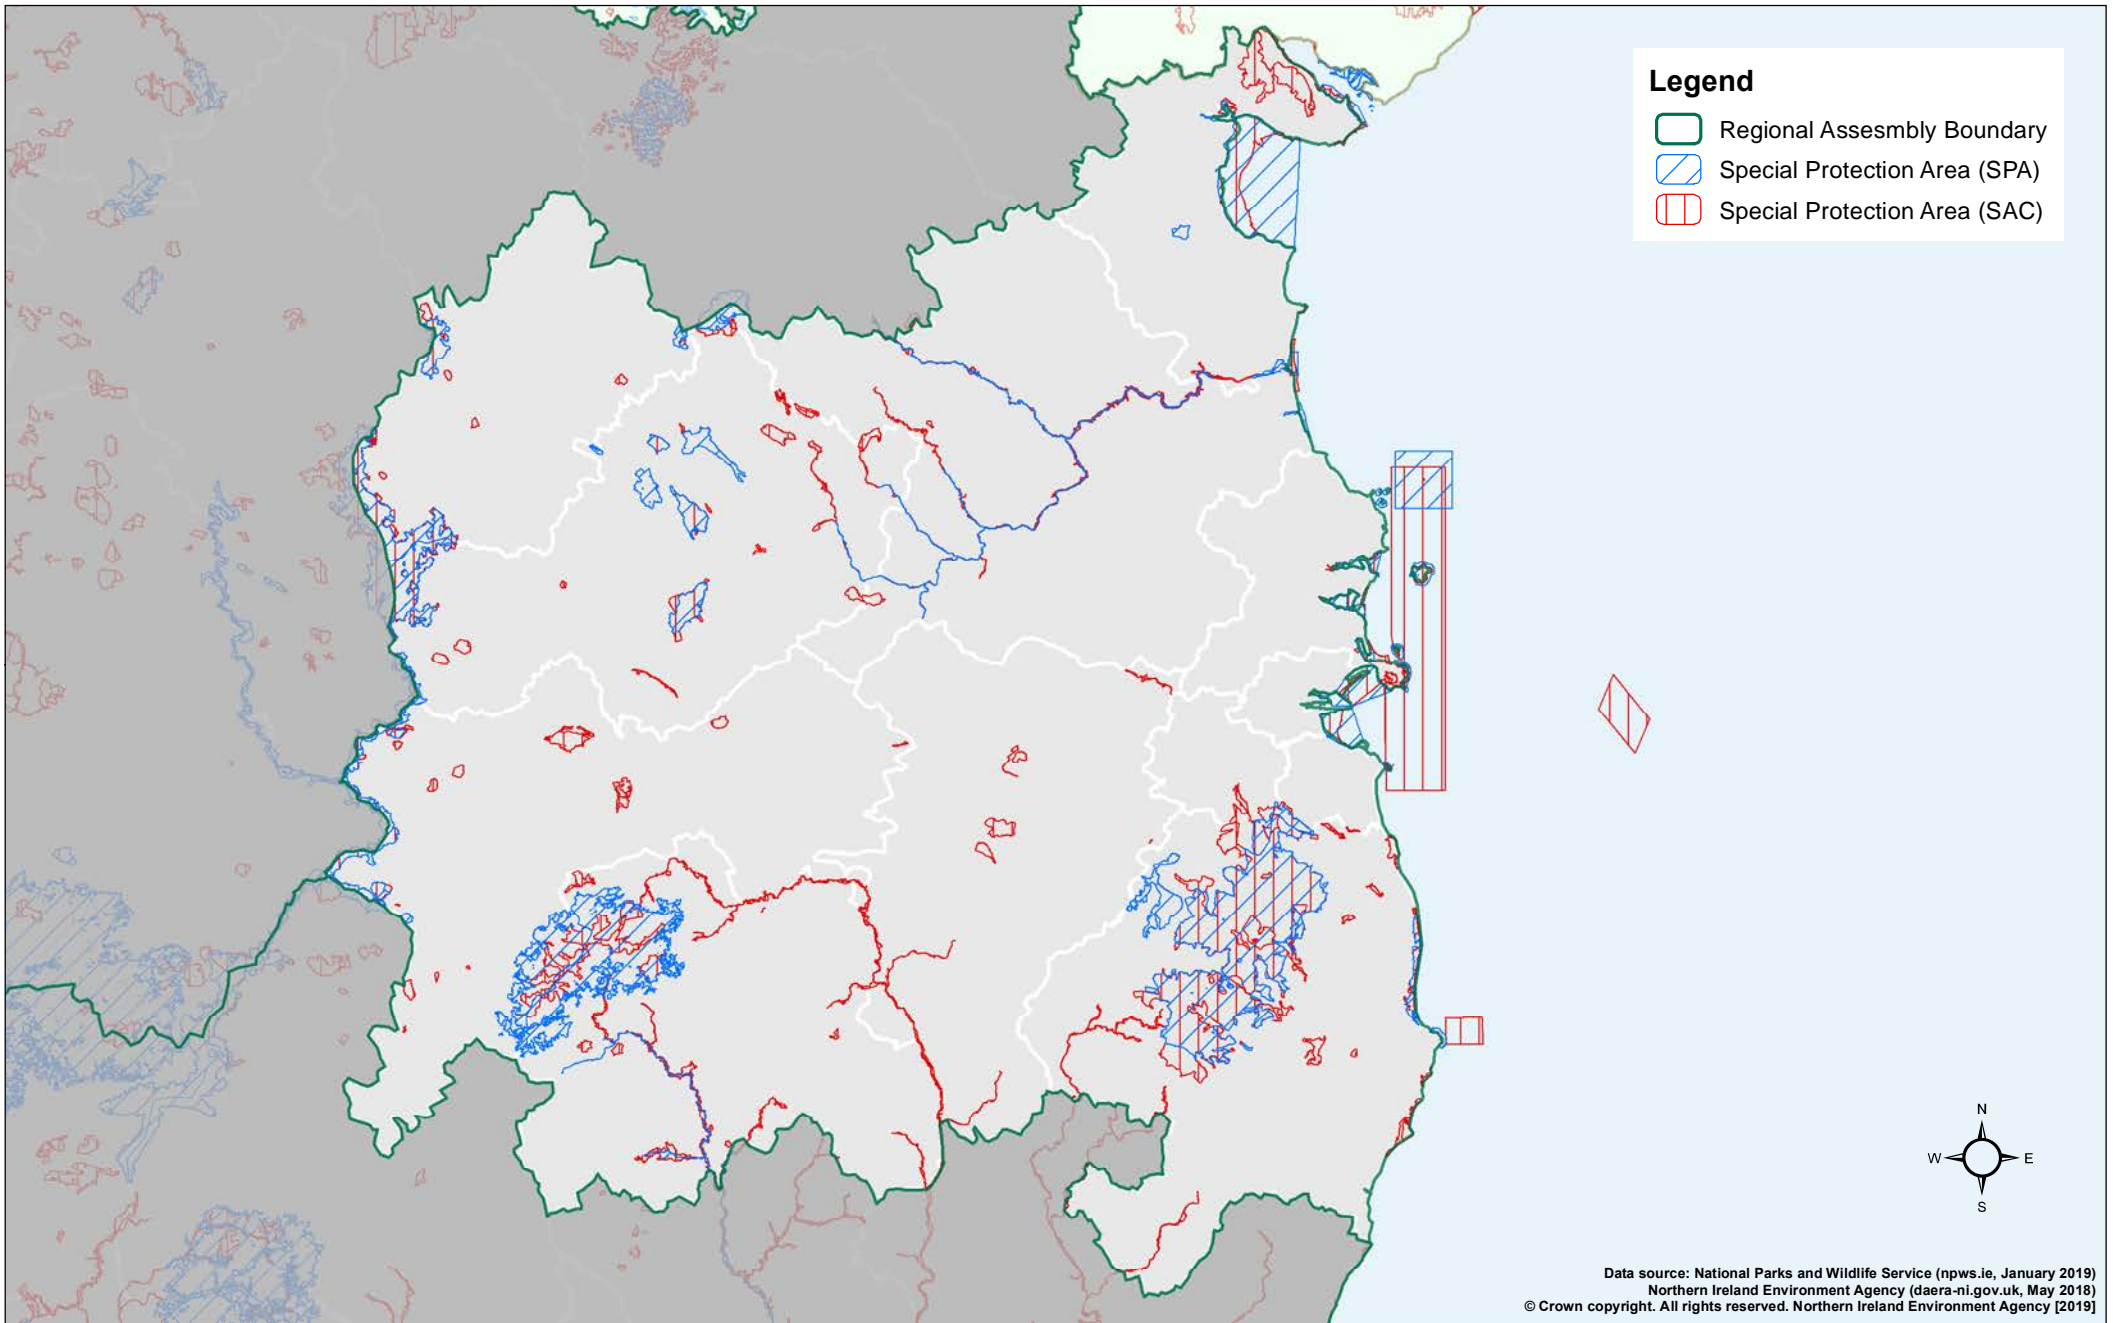 Legend
Regional Assesmbly Boundary
Special Protection Area (SPA)
Special Protection Area (SAC)
N
W
E
S
Data source: National Parks and Wildlife Service (npws.ie, January 2019)
Northern Ireland Environment Agency (daera-ni.gov.uk, May 2018)
© Crown copyright. All rights reserved. Northern Ireland Environment Agency [2019]